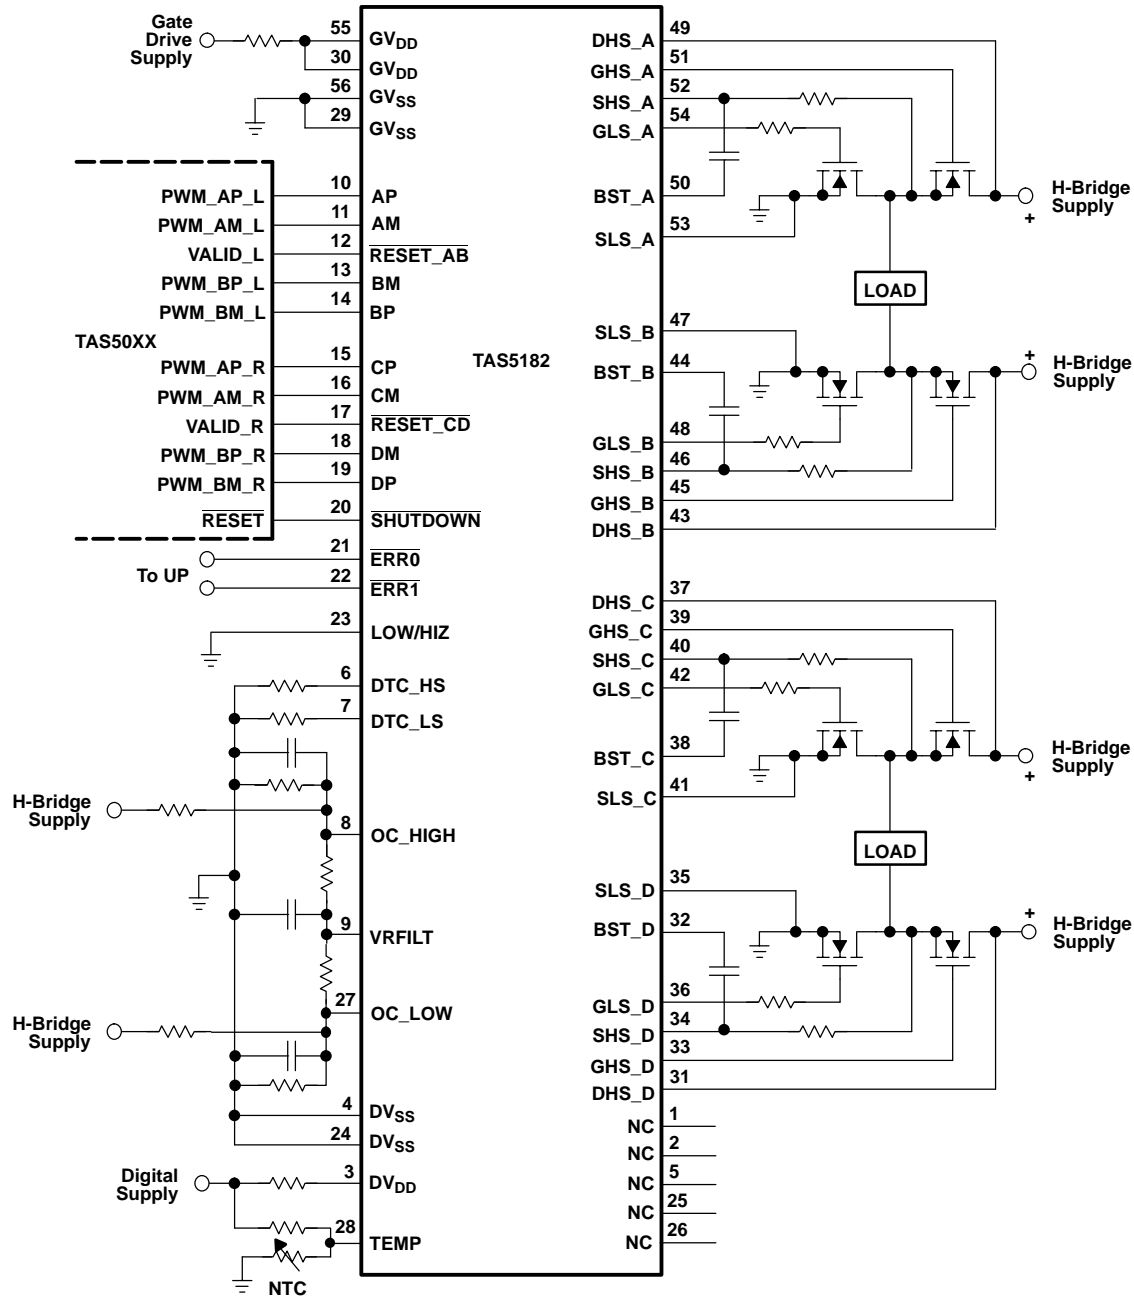 Gate
Drive
Supply
55
GVDD
30
GVDD
56
GVSS
29
GVSS
PWM_AP_L
10
AP
PWM_AM_L
11
AM
VALID_L
12
RESET_AB
PWM_BP_L
13
BM
PWM_BM_L
14
BP
TAS50XX
PWM_AP_R
15
CP
PWM_AM_R
16
CM
VALID_R
17
RESET_CD
PWM_BP_R
18
DM
PWM_BM_R
19
DP
RESET
20
SHUTDOWN
To UP
21
ERR0
22
ERR1
23
LOW/HIZ
6
DTC_HS
7
DTC_LS
H-Bridge
Supply
8
OC_HIGH
9
VRFILT
H-Bridge
Supply
27
OC_LOW
4
DVSS
24
DVSS
Digital
Supply
3
DVDD
28
TEMP
NTC
TAS5182
DHS_A
49
GHS_A
51
SHS_A
52
GLS_A
54
BST_A
50
SLS_A
53
H-Bridge
Supply
+
LOAD
SLS_B
47
BST_B
44
GLS_B
48
SHS_B
46
GHS_B
45
DHS_B
43
+
H-Bridge
Supply
DHS_C
37
GHS_C
39
SHS_C
40
GLS_C
42
BST_C
38
SLS_C
41
H-Bridge
Supply
+
LOAD
SLS_D
35
BST_D
32
GLS_D
36
SHS_D
34
GHS_D
33
DHS_D
31
+
H-Bridge
Supply
NC
1
NC
2
NC
5
NC
25
NC
26